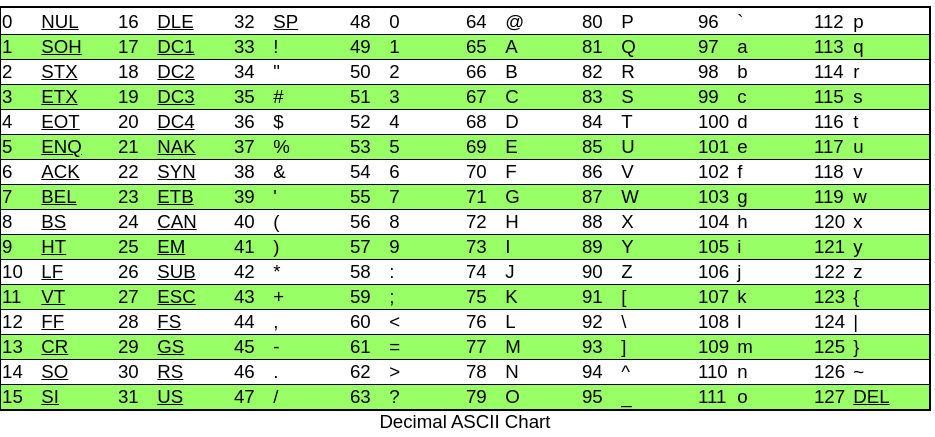 0 NUL 16 DLE 32 SP 48 0 64 @ 80 P 96 ` 112 p
1 SOH 17 DC1 33 ! 49 1 65 A 81 Q 97 a 113 q
2 STX 18 DC2 34 " 50 2 66 B 82 R 98 b 114 r
3 ETX 19 DC3 35 # 51 3 67 C 83 S 99 c 115 s
4 EOT 20 DC4 36 $ 52 4 68 D 84 T 100 d 116 t
5 ENQ 21 NAK 37 % 53 5 69 E 85 U 101 e 117 u
6 ACK 22 SYN 38 & 54 6 70 F 86 V 102 f 118 v
7 BEL 23 ETB 39 ' 55 7 71 G 87 W 103 g 119 w
8 BS 24 CAN 40 ( 56 8 72 H 88 X 104 h 120 x
9 HT 25 EM 41 ) 57 9 73 I 89 Y 105 i 121 y
10 LF 26 SUB 42 * 58 : 74 J 90 Z 106 j 122 z
11 VT 27 ESC 43 + 59 ; 75 K 91 [ 107 k 123 {
12 FF 28 FS 44 , 60 < 76 L 92 \ 108 l 124 |
13 CR 29 GS 45 - 61 = 77 M 93 ] 109 m 125 }
14 SO 30 RS 46 . 62 > 78 N 94 ^ 110 n 126 ~
15 SI 31 US 47 / 63 ? 79 O 95 _ 111 o 127 DEL
Decimal ASCII Chart